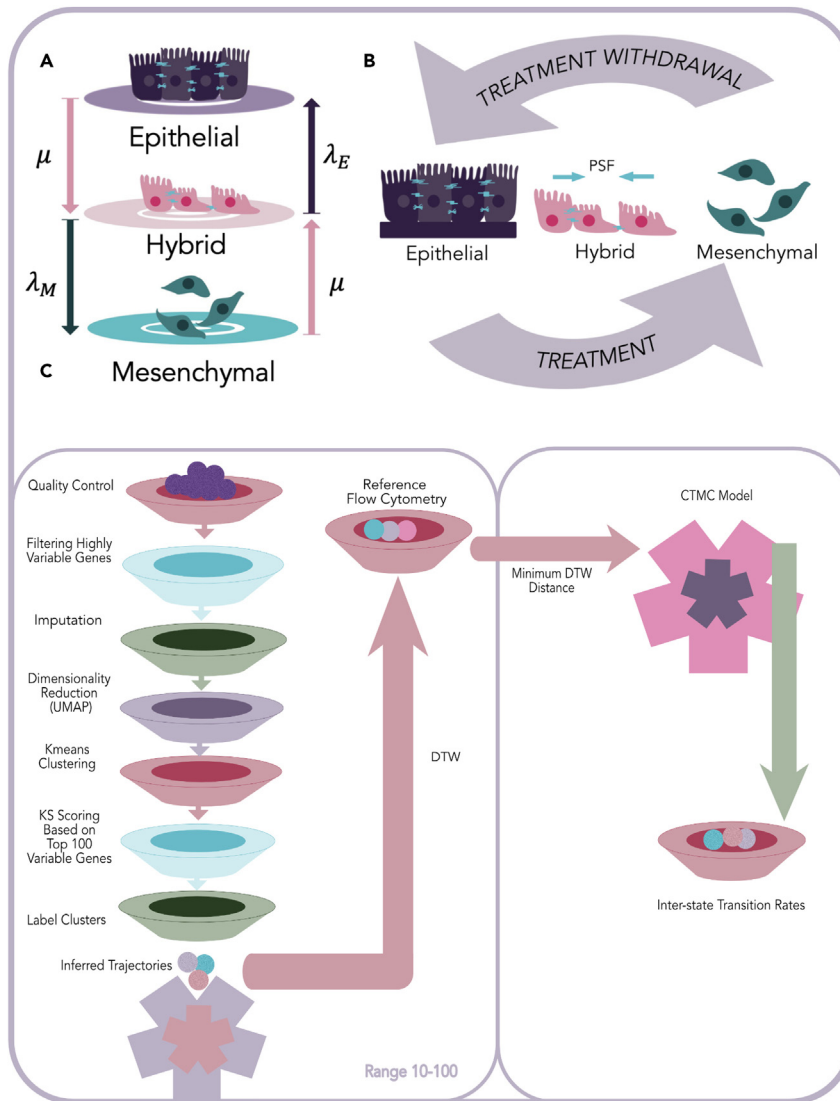 A
Epithelial
μ
λE
Hybrid
λM
μ
Mesenchymal
B
TREATMENT WITHDRAWAL
PSF
Epithelial
Hybrid
Mesenchymal
TREATMENT
C
Quality Control
Filtering Highly
Variable Genes
Imputation
Dimensionality
Reduction
(UMAP)
Kmeans
Clustering
KS Scoring
Based on
Top 100
Variable Genes
Label Clusters
Inferred Trajectories
Reference
Flow Cytometry
DTW
Range 10-100
Minimum DTW
Distance
CTMC Model
Inter-state Transition Rates